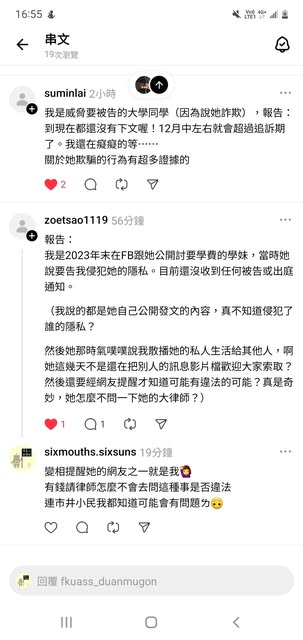 16:55
Vo))
LTE1
4G+
串文
19次瀏覽
suminlai 2小時
我是威脅要被告的大學同學（因為說她詐欺），報告：
到現在都還沒有下文喔！12月中左右就會超過追訴期
了。我還在癡癡的等⋯⋯
關於她欺騙的行為有超多證據的
2
zoetsao1119 56分鐘
報告：
我是2023年末在FB跟她公開討要學費的學妹，當時她
說要告我侵犯她的隱私。目前還沒收到任何被告或出庭
通知。
（我說的都是她自己公開發文的內容，真不知道侵犯了
誰的隱私？
然後她那時氣噗噗說我散播她的私人生活給其他人，啊
她這幾天不是還在把別人的訊息影片檔歡迎大家索取？
然後還要經網友提醒才知道可能有違法的可能？真是奇
妙，她怎麼不問一下她的大律師？）
1 1
sixmouths.sixsuns 19分鐘
變相提醒她的網友之一就是我🤦‍♀️
有錢請律師怎麼不會去問這種事是否違法
連市井小民我都知道可能會有問題ㄉ🥲
回覆 fkuass_duanmugon